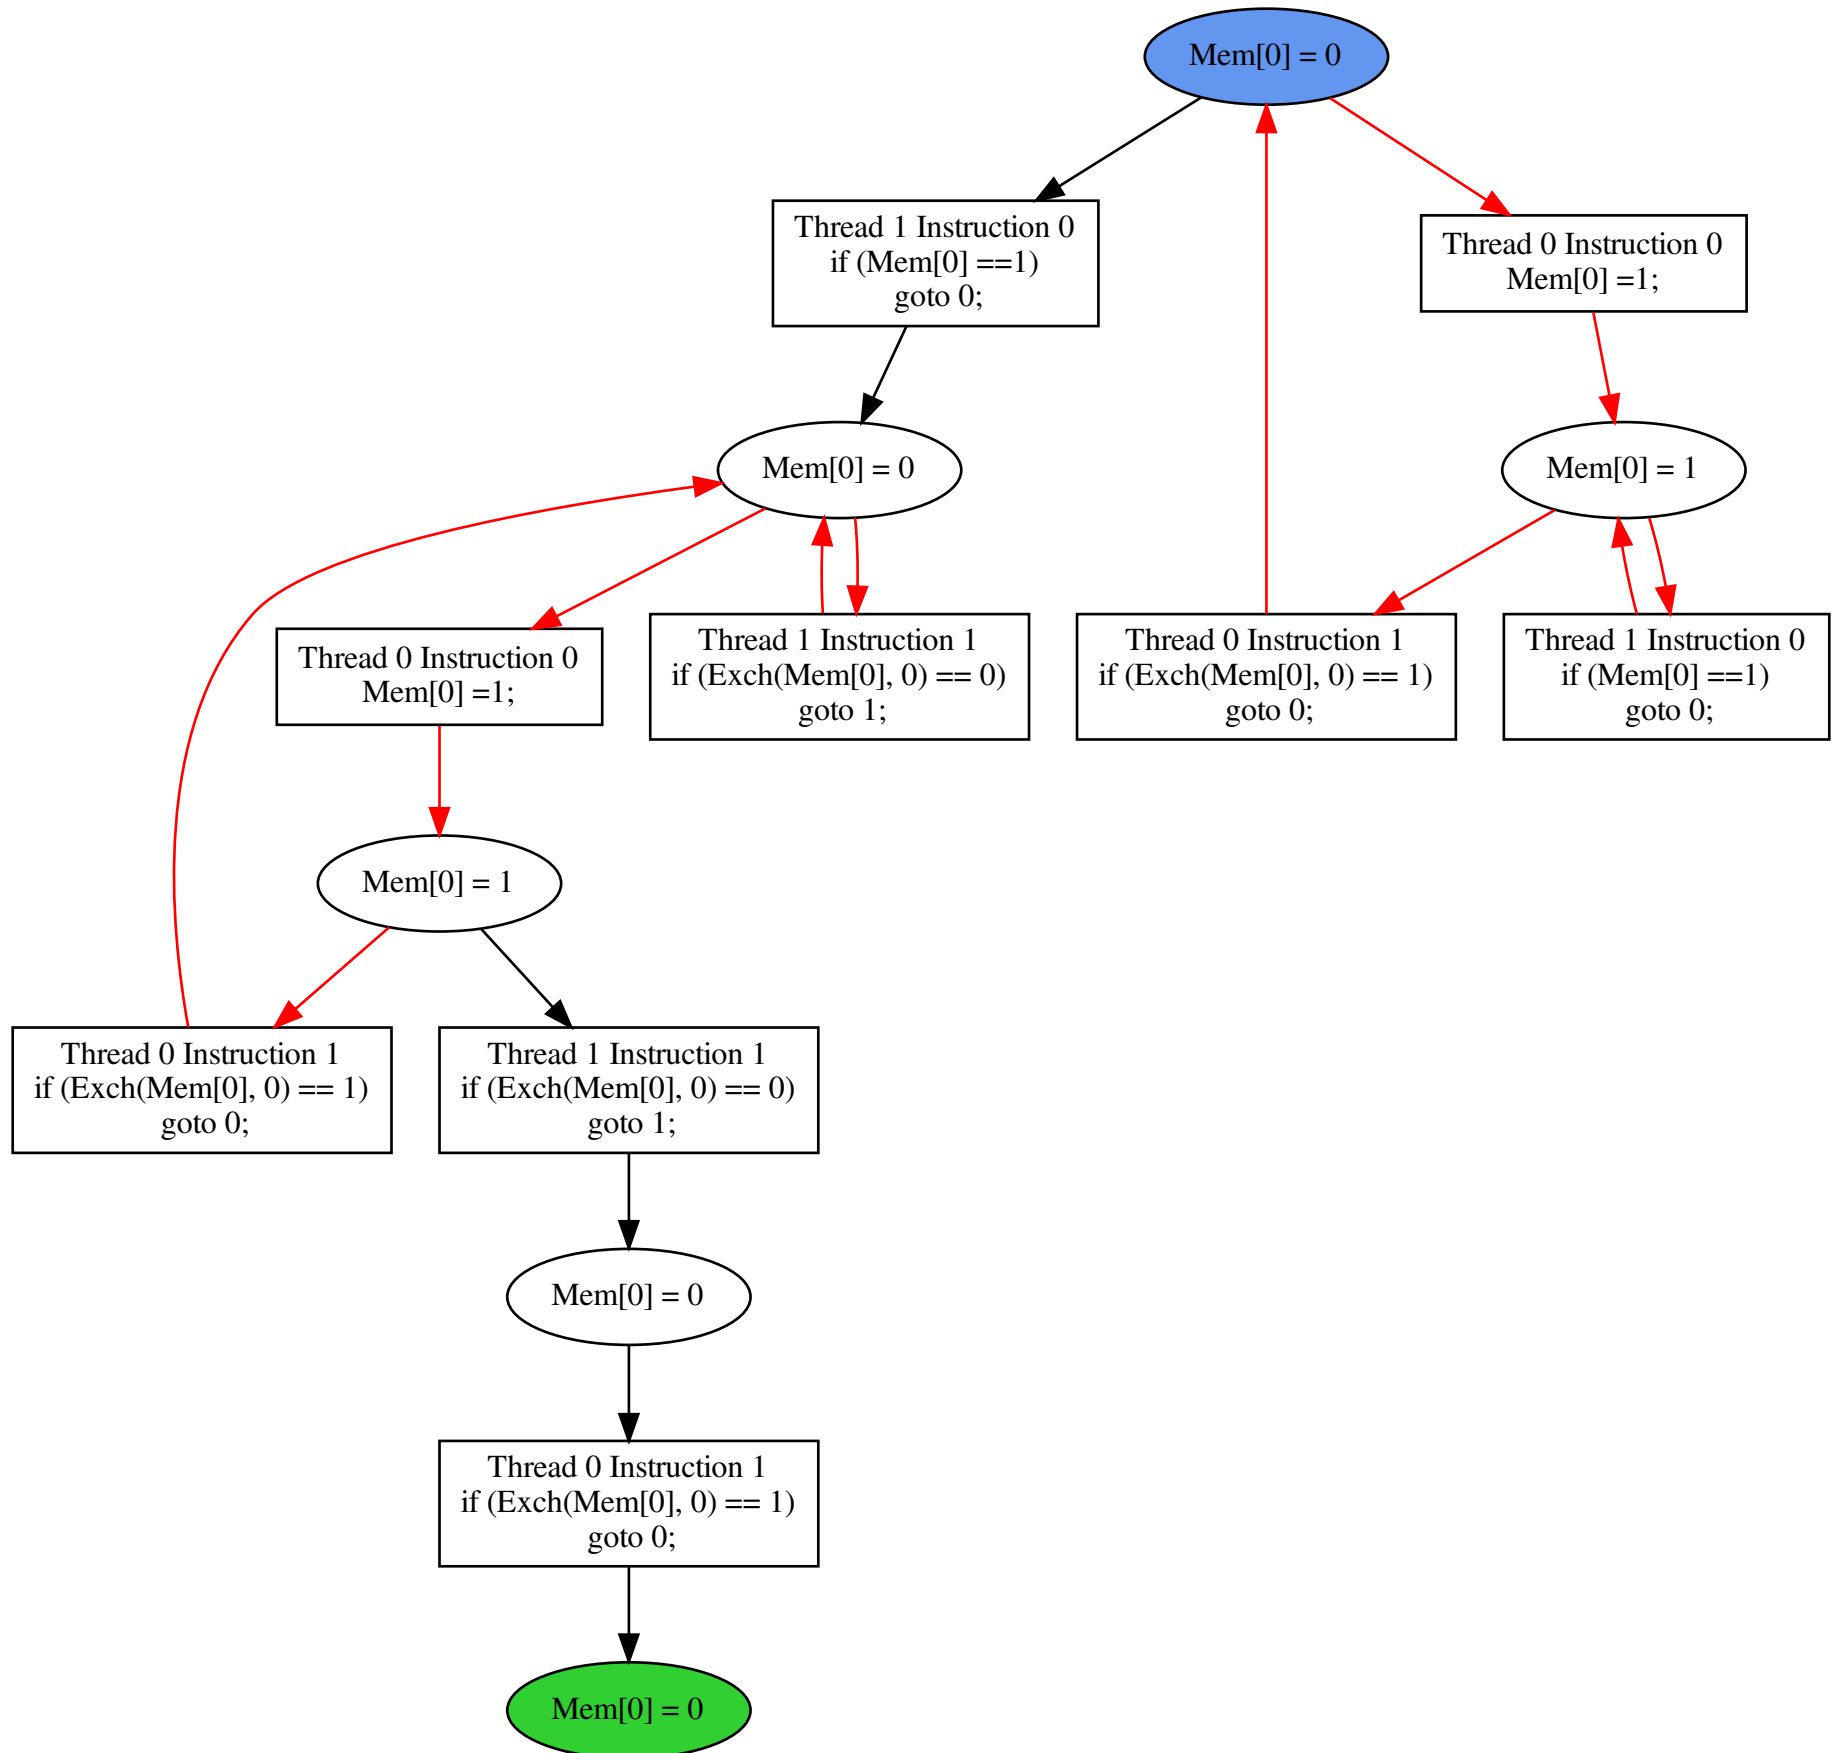 Mem[0] = 0
Thread 1 Instruction 0
if (Mem[0] ==1)
goto 0;
Thread 0 Instruction 0
Mem[0] =1;
Mem[0] = 0
Mem[0] = 1
Thread 0 Instruction 0
Mem[0] =1;
Thread 1 Instruction 1
if (Exch(Mem[0], 0) == 0)
goto 1;
Thread 0 Instruction 1
if (Exch(Mem[0], 0) == 1)
goto 0;
Thread 1 Instruction 0
if (Mem[0] ==1)
goto 0;
Mem[0] = 1
Thread 0 Instruction 1
if (Exch(Mem[0], 0) == 1)
goto 0;
Thread 1 Instruction 1
if (Exch(Mem[0], 0) == 0)
goto 1;
Mem[0] = 0
Thread 0 Instruction 1
if (Exch(Mem[0], 0) == 1)
goto 0;
Mem[0] = 0